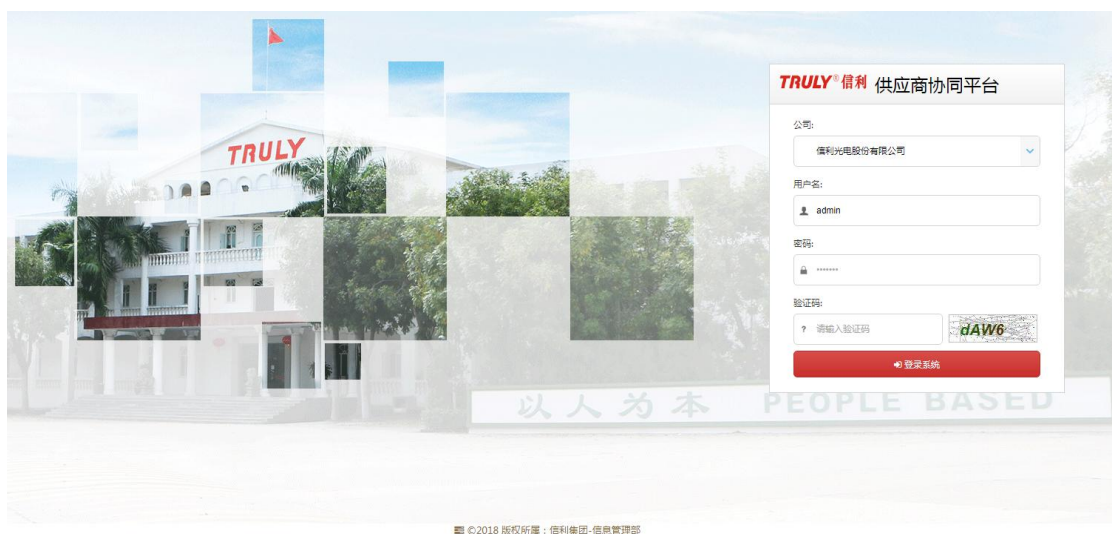 TRULY
TRULY®信利 供应商协同平台
公司:
信利光电股份有限公司
用户名:
admin
密码:
·······
验证码:
? 请输入验证码
dAW6
登录系统
以人为本 PEOPLE BASED
©2018 版权所属：信利集团-信息管理部